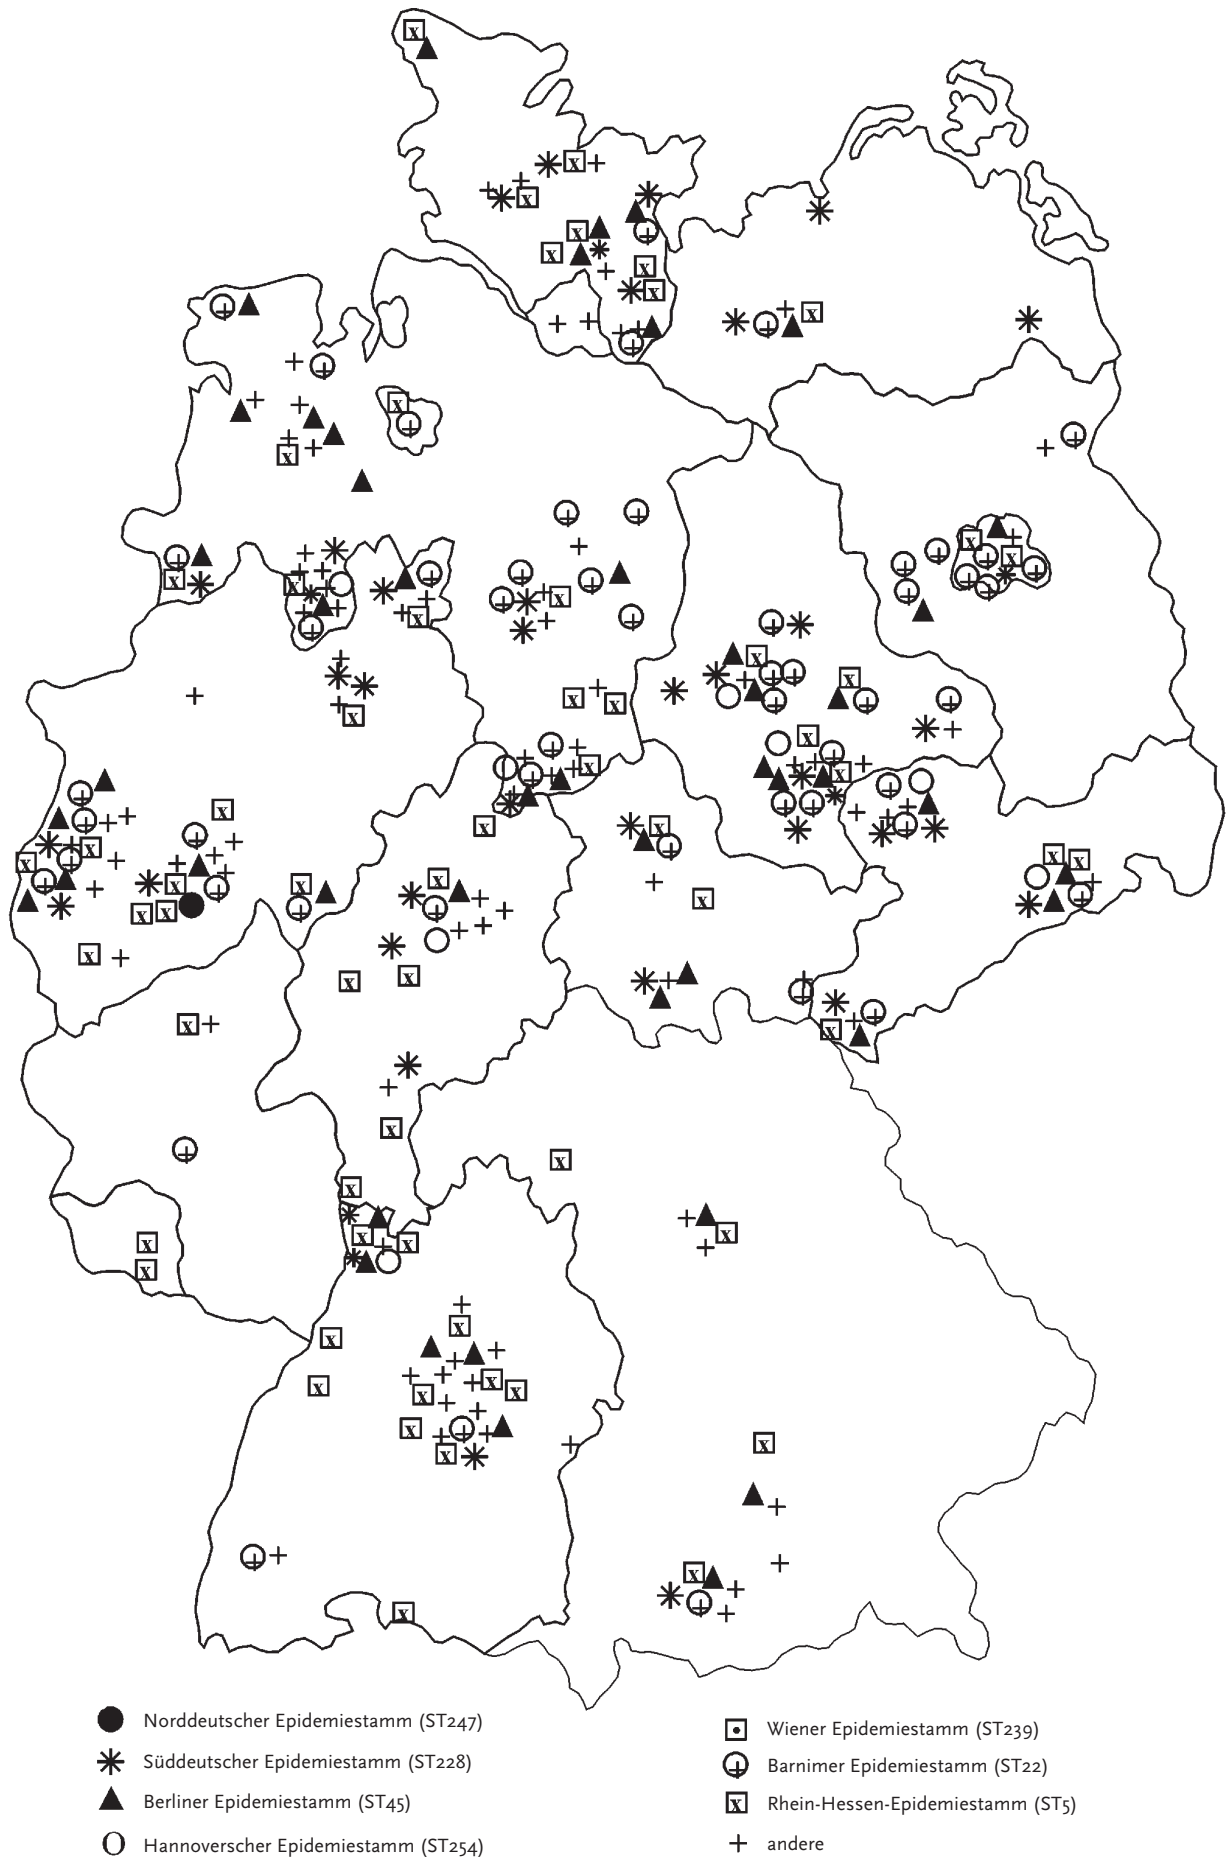 Norddeutscher Epidemiestamm (ST247)
Süddeutscher Epidemiestamm (ST228)
Berliner Epidemiestamm (ST45)
Hannoverscher Epidemiestamm (ST254)
Wiener Epidemiestamm (ST239)
Barnimer Epidemiestamm (ST22)
Rhein-Hessen-Epidemiestamm (ST5)
andere